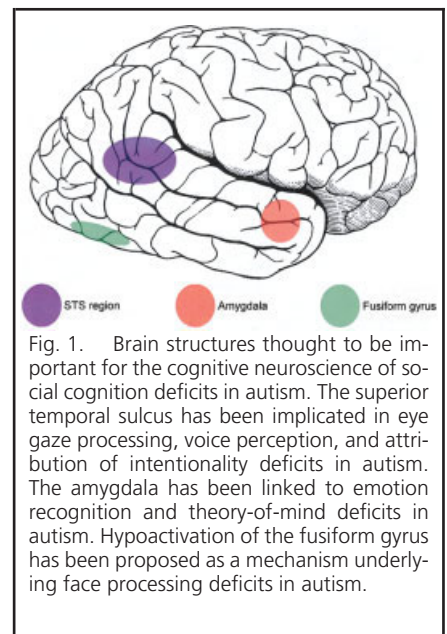 STS region Amygdala Fusiform gyrus
Fig. 1. Brain structures thought to be im-
portant for the cognitive neuroscience of so-
cial cognition deficits in autism. The superior
temporal sulcus has been implicated in eye
gaze processing, voice perception, and attri-
bution of intentionality deficits in autism.
The amygdala has been linked to emotion
recognition and theory-of-mind deficits in
autism. Hypoactivation of the fusiform gyrus
has been proposed as a mechanism underly-
ing face processing deficits in autism.